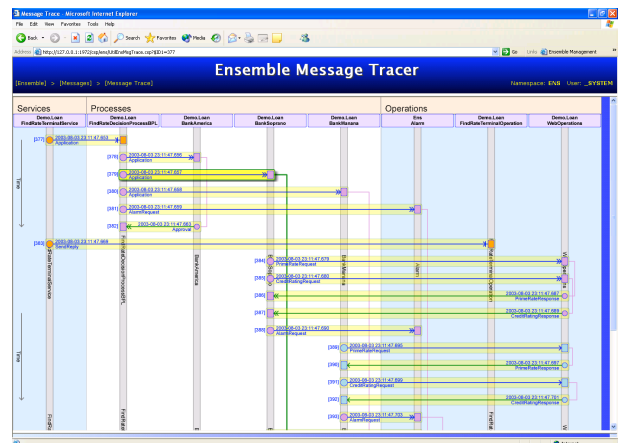 Message Trace - Microsoft Internet Explorer
File Edit View Favorites Tools Help
Back Search Favorites Media
Address http://127.0.0.1:1972/csp/ens/UtilEnsMsgTrace.csp?$ID1=377 Go Links Ensemble Management
Ensemble Message Tracer
[Ensemble] > [Messages] > [Message Trace] Namespace: ENS User: _SYSTEM
Services Processes Operations
Demo.Loan Demo.Loan Demo.Loan Demo.Loan Demo.Loan Ens Demo.Loan Demo.Loan
FindRateTerminalService FindRateDecisionProcessBPL BankAmerica BankSoprano BankManana Alarm FindRateTerminalOperation WebOperations
[377] 2003-08-03 23:11:47.653
Application
[378] 2003-08-03 23:11:47.656
Application
[379] 2003-08-03 23:11:47.657
Application
[380] 2003-08-03 23:11:47.658
Application
[381] 2003-08-03 23:11:47.659
AlarmRequest
[382] 2003-08-03 23:11:47.663
Approval
[383] 2003-08-03 23:11:47.668
SendReply
[384] 2003-08-03 23:11:47.679
PrimeRateRequest
[385] 2003-08-03 23:11:47.680
CreditRatingRequest
[386] 2003-08-03 23:11:47.687
PrimeRateResponse
[387] 2003-08-03 23:11:47.689
CreditRatingResponse
[388] 2003-08-03 23:11:47.690
AlarmRequest
[389] 2003-08-03 23:11:47.695
PrimeRateRequest
[390] 2003-08-03 23:11:47.697
PrimeRateResponse
[391] 2003-08-03 23:11:47.698
CreditRatingRequest
[392] 2003-08-03 23:11:47.701
CreditRatingResponse
[393] 2003-08-03 23:11:47.703
AlarmRequest
Time
Time
FindRateTerminalService
FindRateDecisionProcessBPL
BankAmerica
BankManana
Alarm
Internet